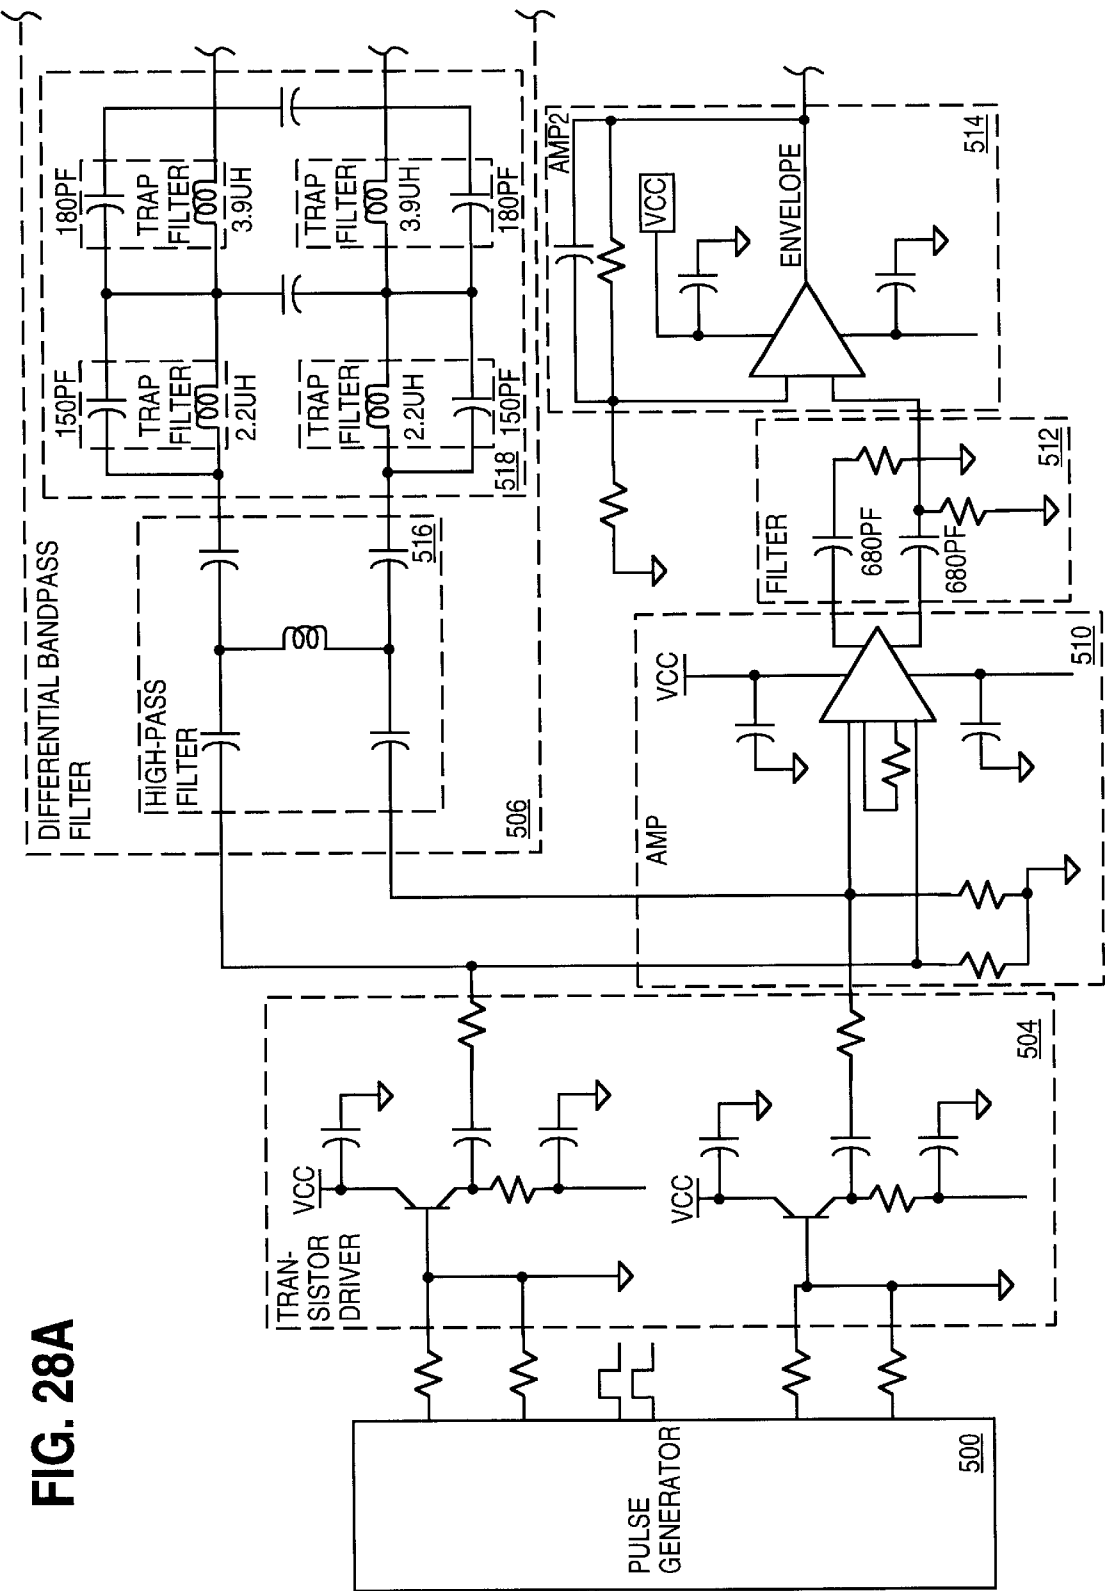 FIG. 28A
DIFFERENTIAL BANDPASS
FILTER
506
HIGH-PASS
FILTER
516
518
150PF
TRAP
FILTER
2.2UH
TRAP
FILTER
2.2UH
150PF
180PF
TRAP
FILTER
3.9UH
TRAP
FILTER
3.9UH
180PF
AMP2
VCC
ENVELOPE
514
FILTER
680PF
680PF
512
AMP
VCC
510
TRAN-
SISTOR
DRIVER
VCC
VCC
504
PULSE
GENERATOR
500